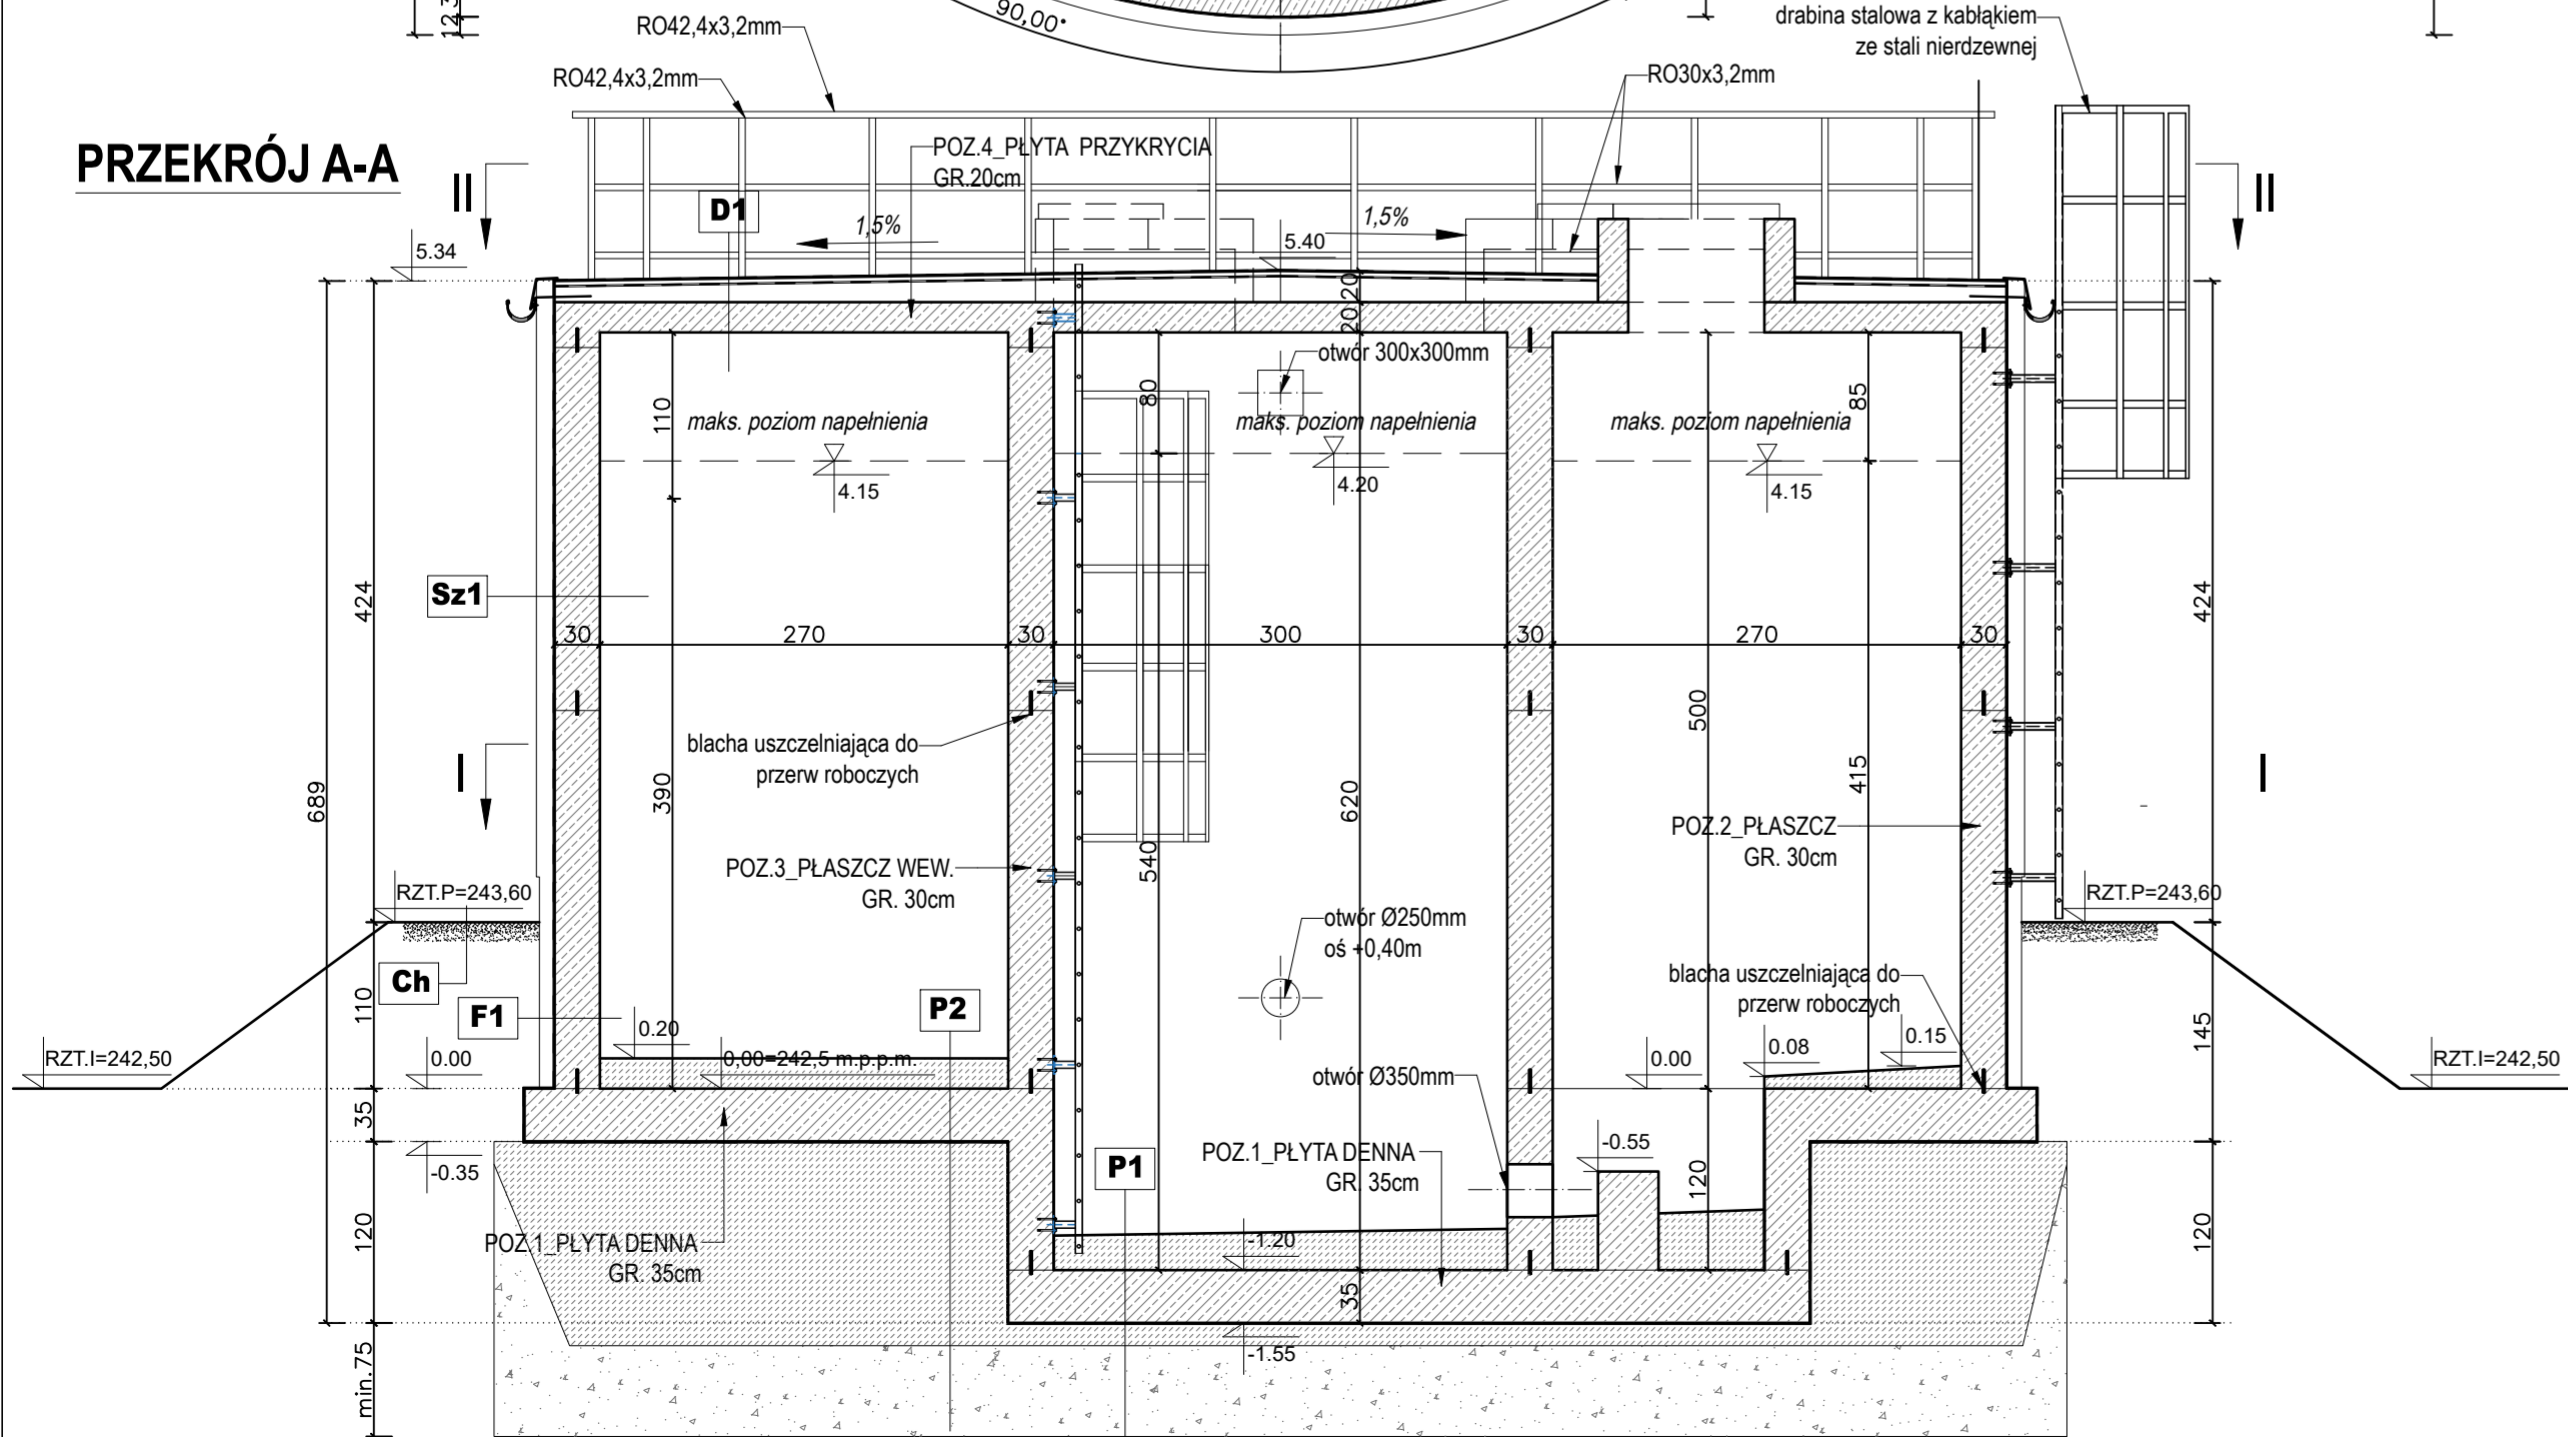 123
90,00°
RO42,4x3,2mm
drabina stalowa z kabłąkiem
ze stali nierdzewnej
RO42,4x3,2mm
RO30x3,2mm
PRZEKRÓJ A-A
II
POZ.4_PŁYTA PRZYKRYCIA
GR.20cm
II
D1
1,5%
1,5%
5.34
5.40
20
20
otwór 300x300mm
110
80
85
maks. poziom napełnienia
maks. poziom napełnienia
maks. poziom napełnienia
4.15
4.20
4.15
424
Sz1
424
30
270
30
300
30
270
30
500
blacha uszczelniająca do
przerw roboczych
I
I
689
390
620
415
POZ.2_PŁASZCZ
GR. 30cm
540
POZ.3_PŁASZCZ WEW.
GR. 30cm
RZT.P=243,60
RZT.P=243,60
otwór Ø250mm
oś +0,40m
Ch
blacha uszczelniająca do
przerw roboczych
110
F1
P2
0.20
0.15
145
RZT.I=242,50
0.00
0,00=242,5 m.p.p.m.
0.00
0.08
RZT.I=242,50
otwór Ø350mm
35
-0.35
P1
POZ.1_PŁYTA DENNA
GR. 35cm
-0.55
120
120
120
POZ.1_PŁYTA DENNA
GR. 35cm
-1.20
35
-1.55
min.75